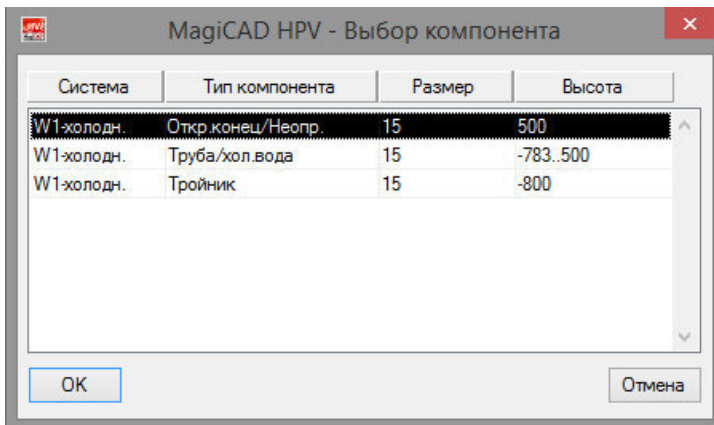 MagiCAD HPV - Выбор компонента
Система Тип компонента Размер Высота
W1-холодн. Откр.конец/Неопр. 15 500
W1-холодн. Труба/хол.вода 15 -783..500
W1-холодн. Тройник 15 -800
OK Отмена